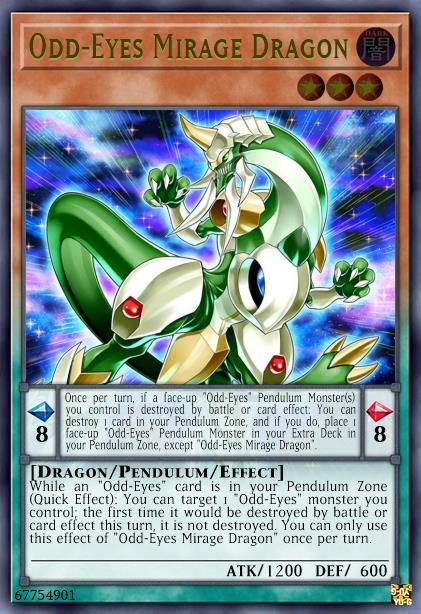 Odd-Eyes Mirage Dragon
DARK
闇
Once per turn, if a face-up "Odd-Eyes" Pendulum Monster(s)
you control is destroyed by battle or card effect: You can
destroy 1 card in your Pendulum Zone, and if you do, place 1
face-up "Odd-Eyes" Pendulum Monster in your Extra Deck in
your Pendulum Zone, except "Odd-Eyes Mirage Dragon".
8
8
[Dragon/Pendulum/Effect]
While an "Odd-Eyes" card is in your Pendulum Zone
(Quick Effect): You can target 1 "Odd-Eyes" monster you
control; the first time it would be destroyed by battle or
card effect this turn, it is not destroyed. You can only use
this effect of "Odd-Eyes Mirage Dragon" once per turn.
ATK/1200 DEF/ 600
67754901